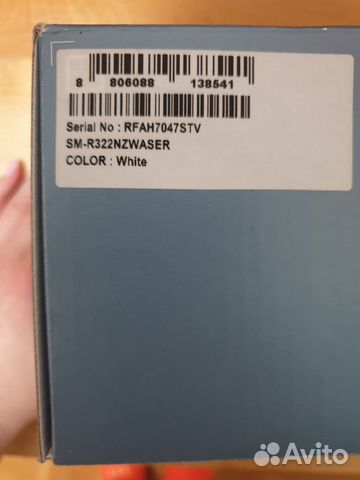 8 806088 138541
Serial No : RFAH7047STV
SM-R322NZWASER
COLOR : White
Avito